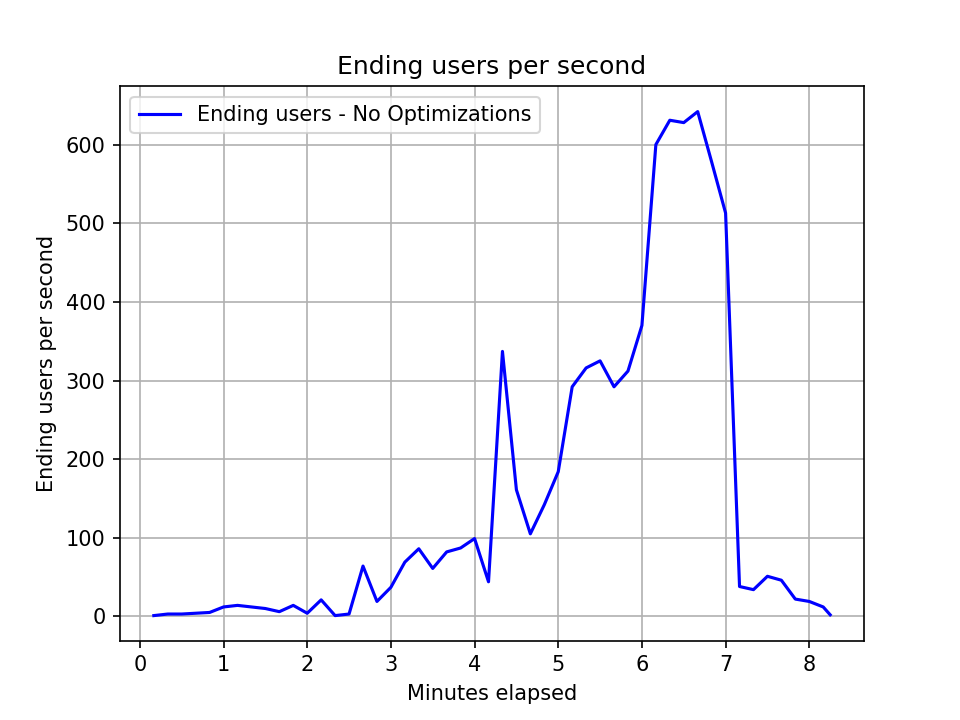 Ending users per second
Ending users - No Optimizations
Ending users per second
600
500
400
300
200
100
0
0 1 2 3 4 5 6 7 8
Minutes elapsed